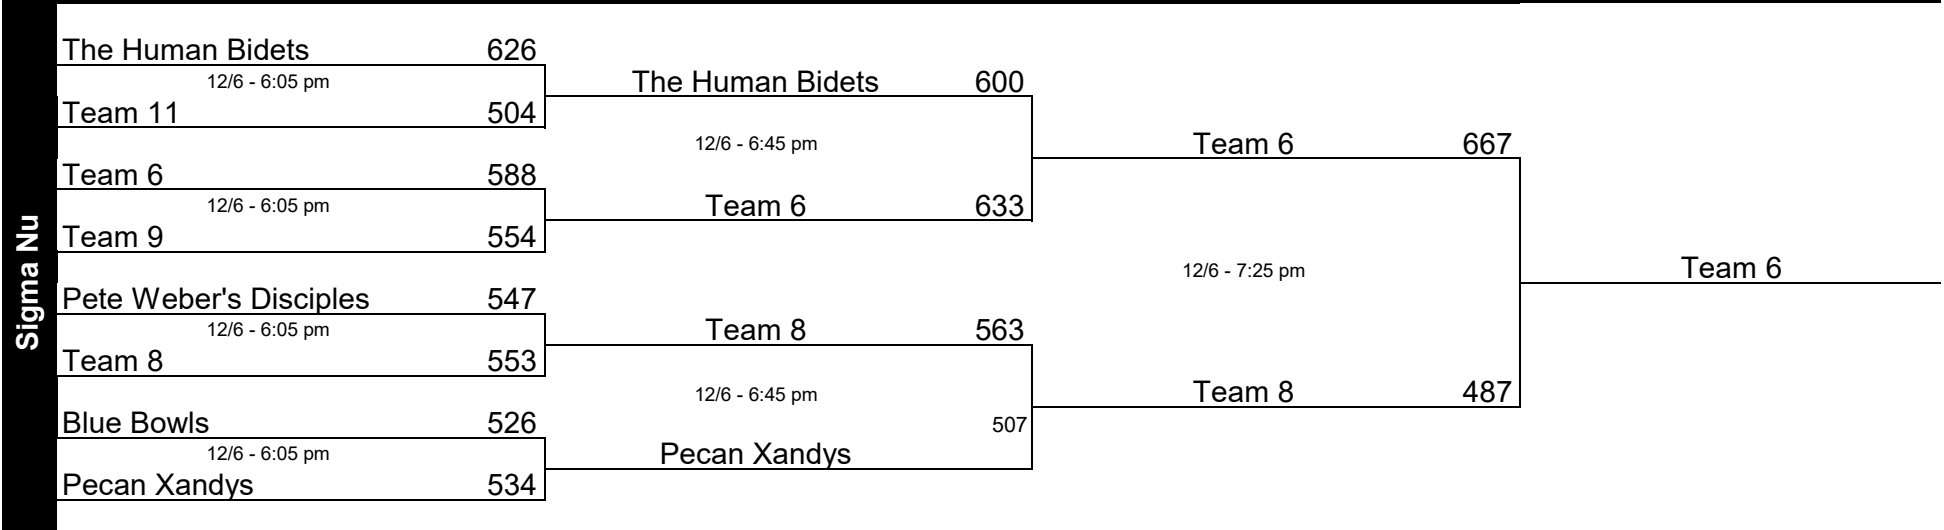 Sigma Nu
The Human Bidets 626
12/6 - 6:05 pm
Team 11 504
Team 6 588
12/6 - 6:05 pm
Team 9 554
Pete Weber's Disciples 547
12/6 - 6:05 pm
Team 8 553
Blue Bowls 526
12/6 - 6:05 pm
Pecan Xandys 534
The Human Bidets 600
12/6 - 6:45 pm
Team 6 633
Team 8 563
12/6 - 6:45 pm
507
Pecan Xandys
Team 6 667
12/6 - 7:25 pm
Team 8 487
Team 6